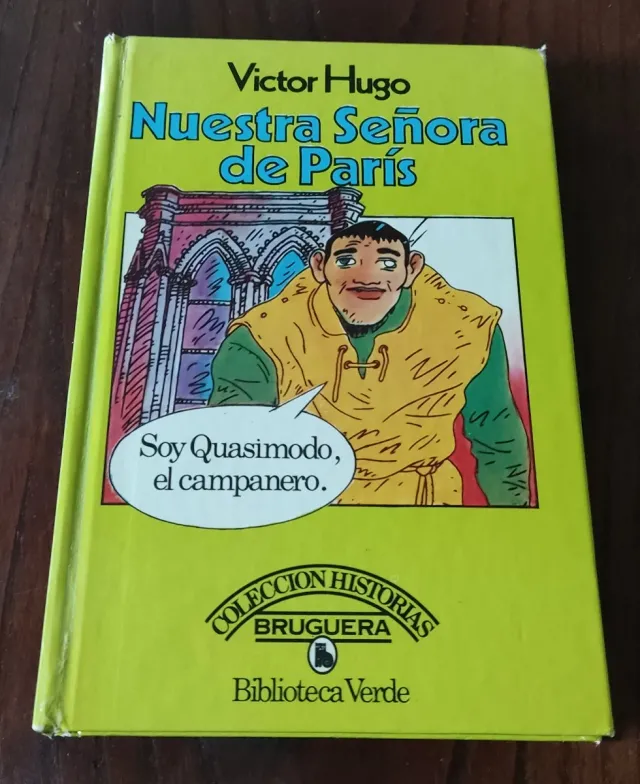 Victor Hugo
Nuestra Señora
de París
Soy Quasimodo,
el campanero.
COLECCION HISTORIAS
BRUGUERA
Biblioteca Verde